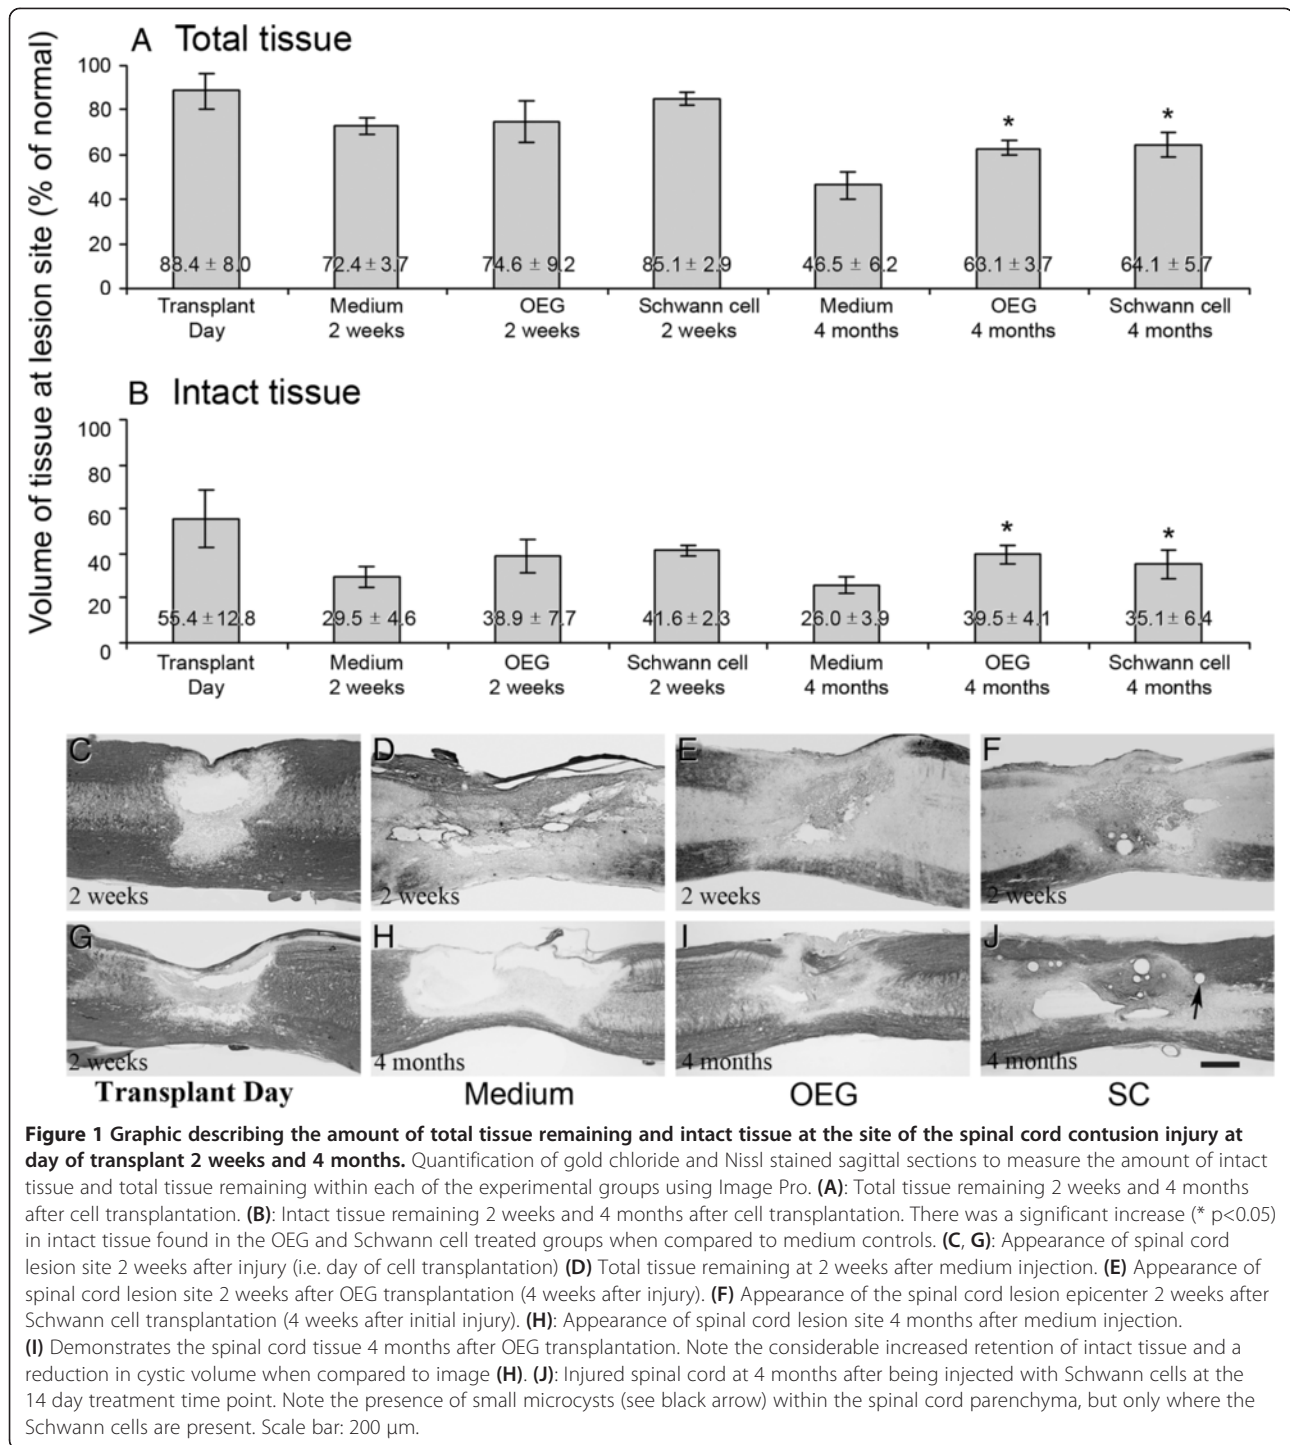 A Total tissue
Volume of tissue at lesion site (% of normal)
100
80
60
40
20
0
* *
88.4 ± 8.0 72.4 ± 3.7 74.6 ± 9.2 85.1 ± 2.9 46.5 ± 6.2 63.1 ± 3.7 64.1 ± 5.7
Transplant Medium OEG Schwann cell Medium OEG Schwann cell
Day 2 weeks 2 weeks 2 weeks 4 months 4 months 4 months
B Intact tissue
100
80
60
40
20
0
* *
55.4 ± 12.8 29.5 ± 4.6 38.9 ± 7.7 41.6 ± 2.3 26.0 ± 3.9 39.5 ± 4.1 35.1 ± 6.4
Transplant Medium OEG Schwann cell Medium OEG Schwann cell
Day 2 weeks 2 weeks 2 weeks 4 months 4 months 4 months
C D E F
2 weeks 2 weeks 2 weeks 2 weeks
G H I J
2 weeks 4 months 4 months 4 months
Transplant Day Medium OEG SC
Figure 1 Graphic describing the amount of total tissue remaining and intact tissue at the site of the spinal cord contusion injury at
day of transplant 2 weeks and 4 months. Quantification of gold chloride and Nissl stained sagittal sections to measure the amount of intact
tissue and total tissue remaining within each of the experimental groups using Image Pro. (A): Total tissue remaining 2 weeks and 4 months
after cell transplantation. (B): Intact tissue remaining 2 weeks and 4 months after cell transplantation. There was a significant increase (* p<0.05)
in intact tissue found in the OEG and Schwann cell treated groups when compared to medium controls. (C, G): Appearance of spinal cord
lesion site 2 weeks after injury (i.e. day of cell transplantation) (D) Total tissue remaining at 2 weeks after medium injection. (E) Appearance of
spinal cord lesion site 2 weeks after OEG transplantation (4 weeks after injury). (F) Appearance of the spinal cord lesion epicenter 2 weeks after
Schwann cell transplantation (4 weeks after initial injury). (H): Appearance of spinal cord lesion site 4 months after medium injection.
(I) Demonstrates the spinal cord tissue 4 months after OEG transplantation. Note the considerable increased retention of intact tissue and a
reduction in cystic volume when compared to image (H). (J): Injured spinal cord at 4 months after being injected with Schwann cells at the
14 day treatment time point. Note the presence of small microcysts (see black arrow) within the spinal cord parenchyma, but only where the
Schwann cells are present. Scale bar: 200 μm.